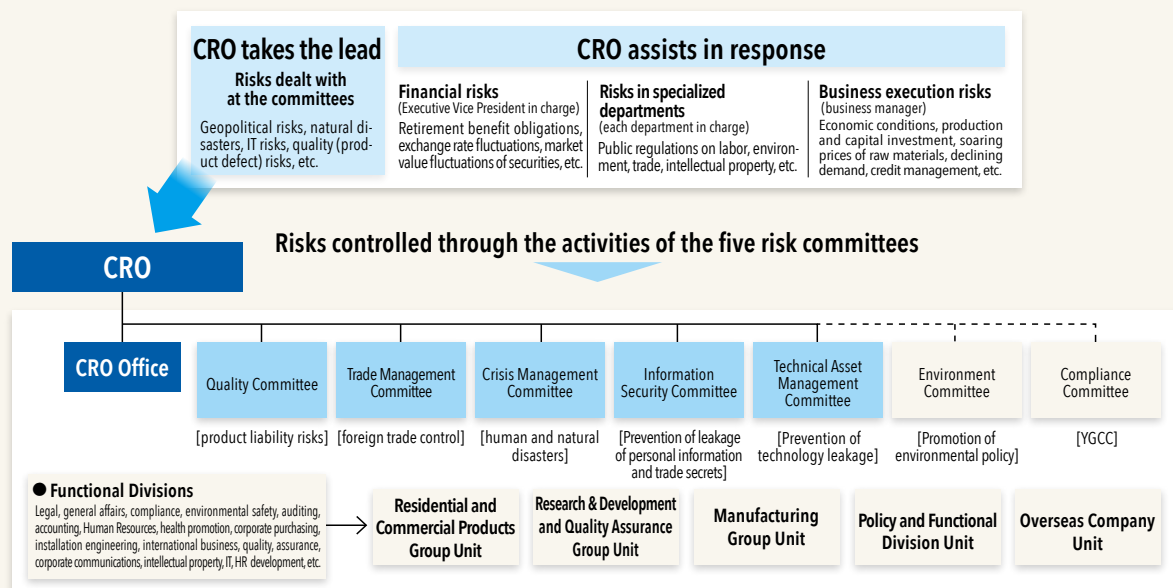 CRO takes the lead
Risks dealt with
at the committees
Geopolitical risks, natural di-
sasters, IT risks, quality (prod-
uct defect) risks, etc.
CRO assists in response
Financial risks
(Executive Vice President in charge)
Retirement benefit obligations,
exchange rate fluctuations, market
value fluctuations of securities, etc.
Risks in specialized
departments
(each department in charge)
Public regulations on labor, environ-
ment, trade, intellectual property, etc.
Business execution risks
(business manager)
Economic conditions, production
and capital investment, soaring
prices of raw materials, declining
demand, credit management, etc.
CRO
Risks controlled through the activities of the five risk committees
CRO Office
Quality Committee
[product liability risks]
Trade Management
Committee
[foreign trade control]
Crisis Management
Committee
[human and natural
disasters]
Information
Security Committee
[Prevention of leakage
of personal information
and trade secrets]
Technical Asset
Management
Committee
[Prevention of
technology leakage]
Environment
Committee
[Promotion of
environmental policy]
Compliance
Committee
[YGCC]
● Functional Divisions
Legal, general affairs, compliance, environmental safety, auditing,
accounting, Human Resources, health promotion, corporate purchasing,
installation engineering, international business, quality, assurance,
corporate communications, intellectual property, IT, HR development, etc.
Residential and
Commercial Products
Group Unit
Research & Development
and Quality Assurance
Group Unit
Manufacturing
Group Unit
Policy and Functional
Division Unit
Overseas Company
Unit